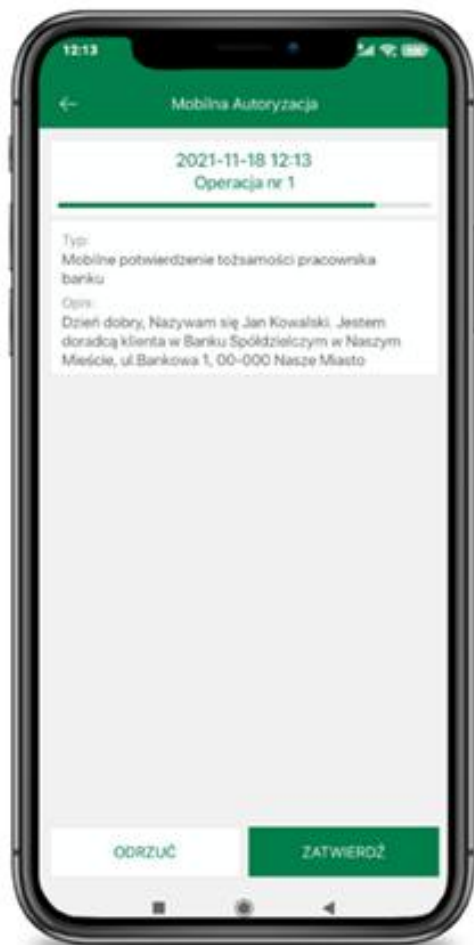 12:13
Mobilna Autoryzacja
2021-11-18 12:13
Operacja nr 1
Typ:
Mobilne potwierdzenie tożsamości pracownika
banku
Opis:
Dzień dobry, Nazywam się Jan Kowalski. Jestem
doradcą klienta w Banku Spółdzielczym w Naszym
Mieście, ul.Bankowa 1, 00-000 Nasze Miasto
ODRZUĆ
ZATWIERDŹ